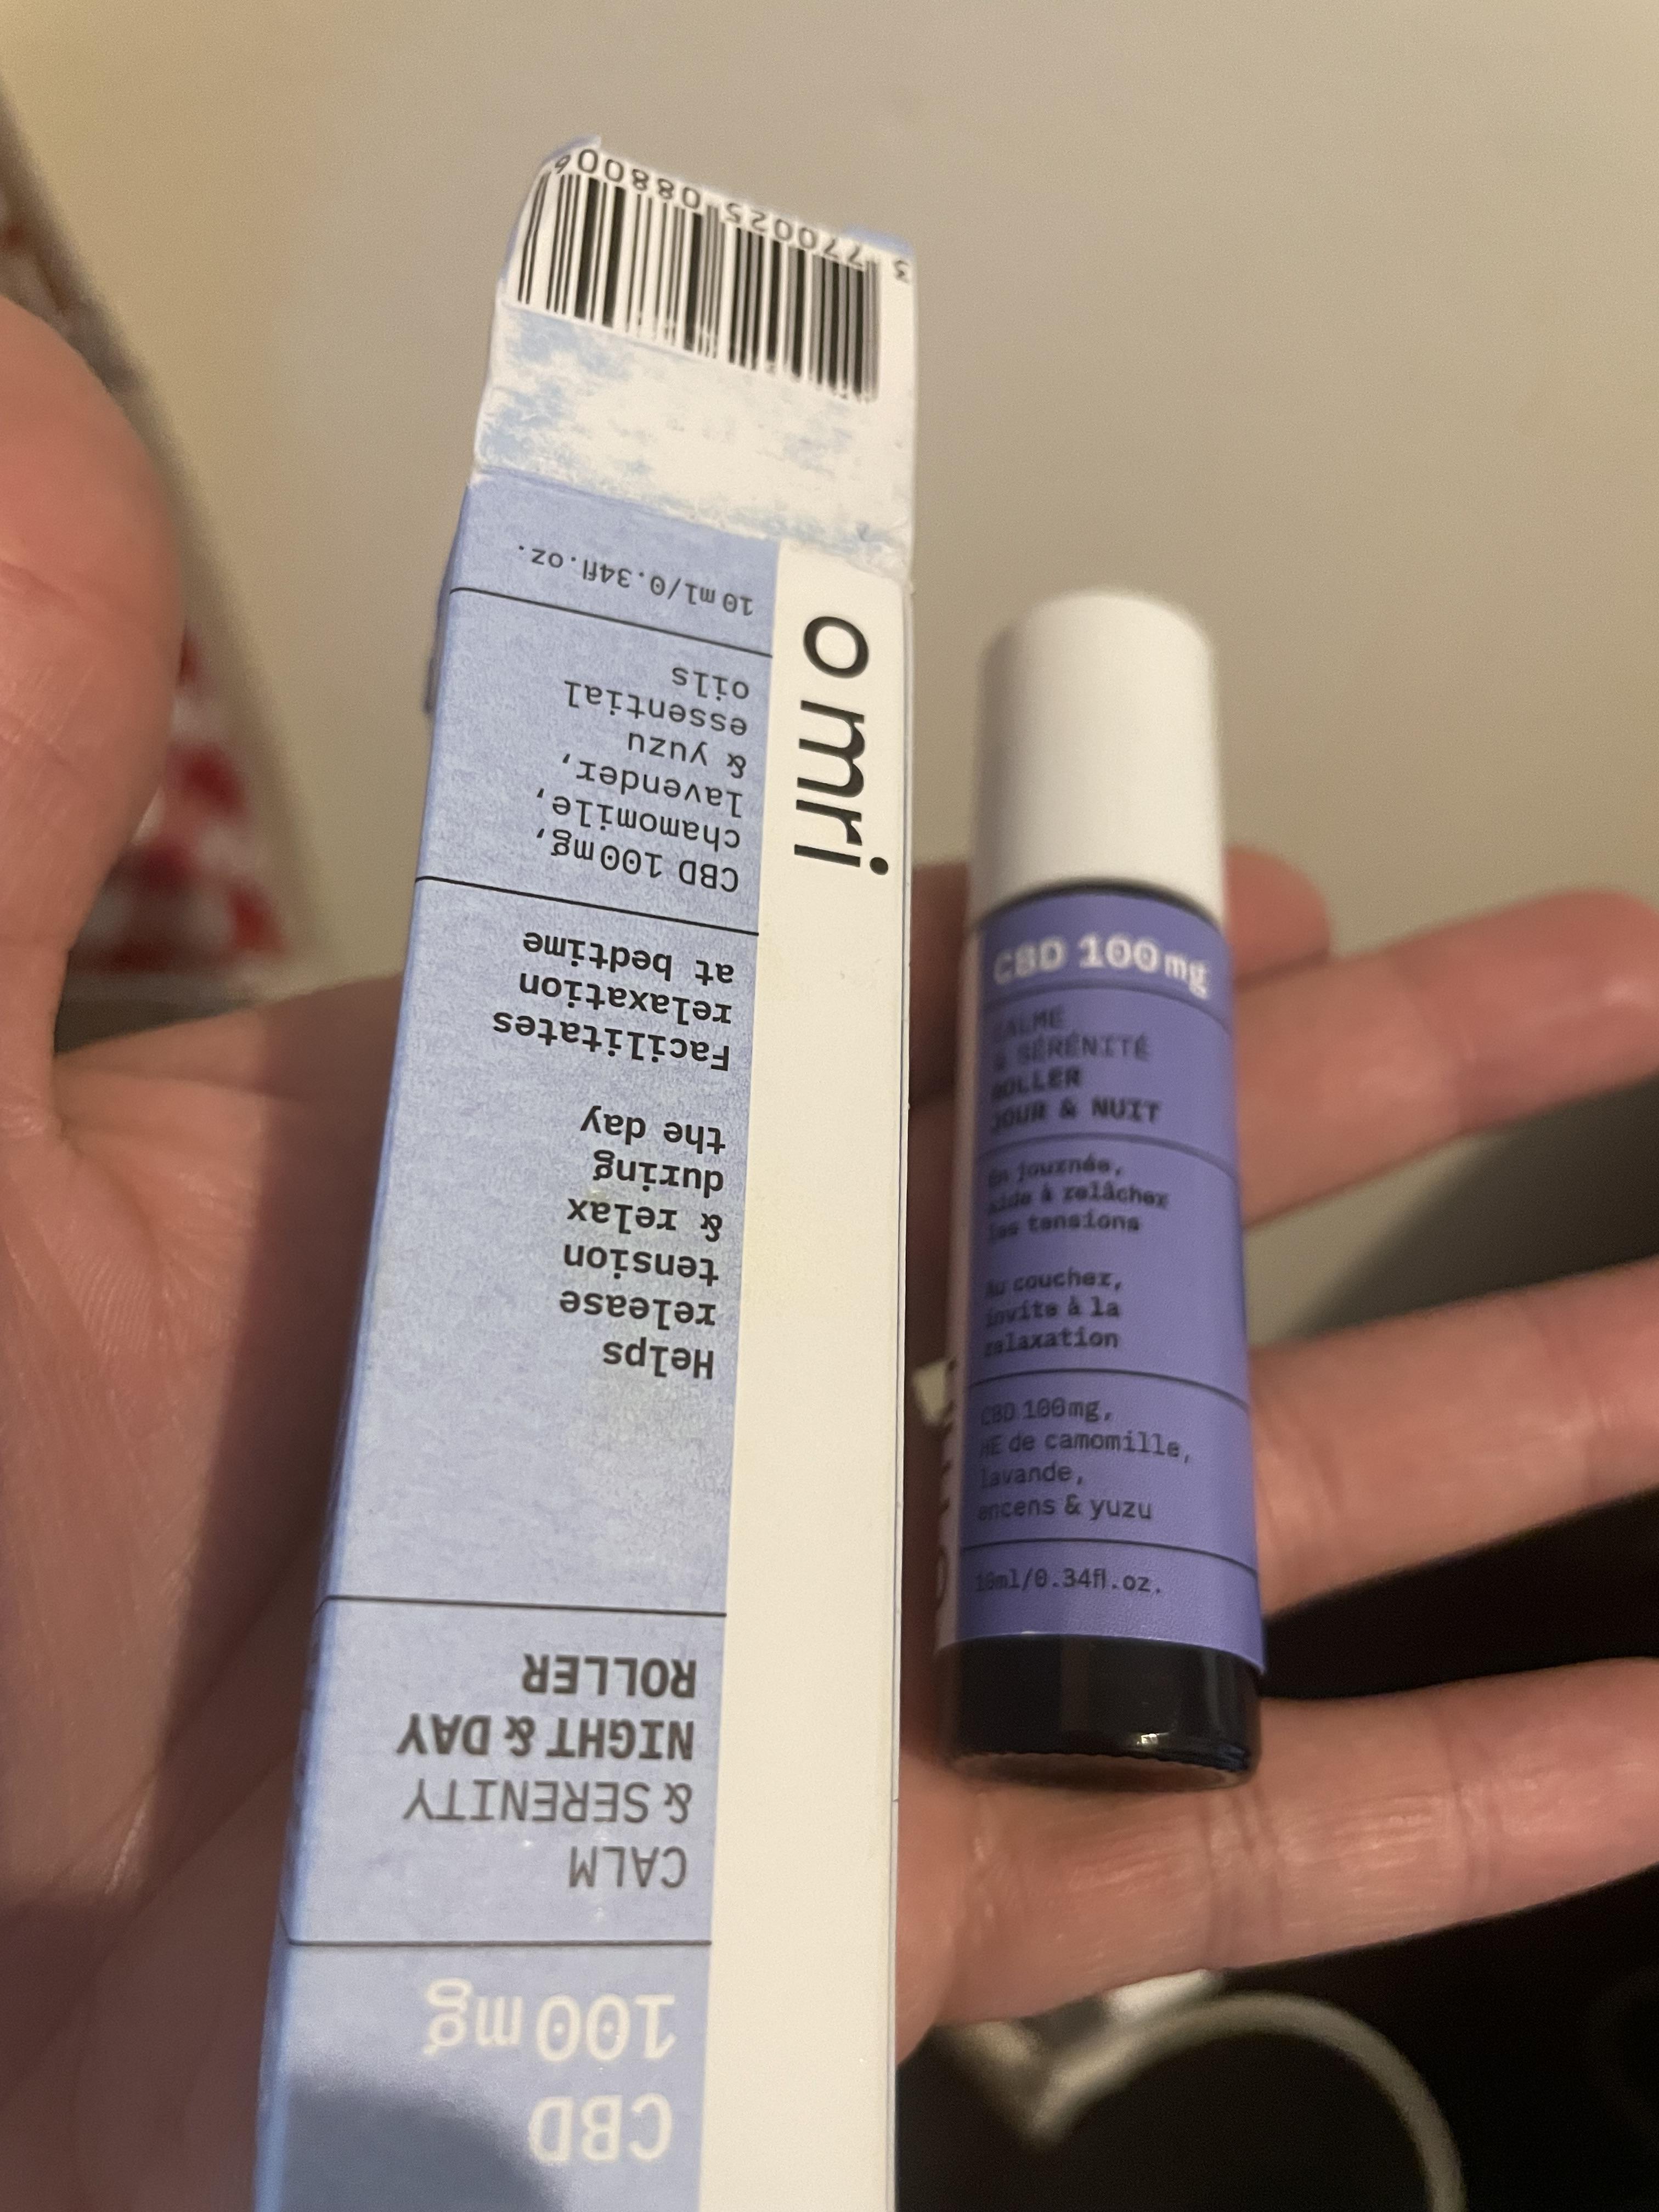 CBD
100mg
CALM
& SERENITY
NIGHT & DAY
ROLLER
Helps
release
tension
& relax
during
the day
Facilitates
relaxation
at bedtime
CBD 100mg,
chamomile,
lavender,
& yuzu
essential
oils
10ml/0.34fl.oz.
omri
3 770025 088006
CBD 100mg
CALME
& SÉRÉNITÉ
ROLLER
JOUR & NUIT
En journée,
aide à relâcher
les tensions
Au coucher,
invite à la
relaxation
CBD 100mg,
HE de camomille,
lavande,
encens & yuzu
10ml/0.34fl.oz.